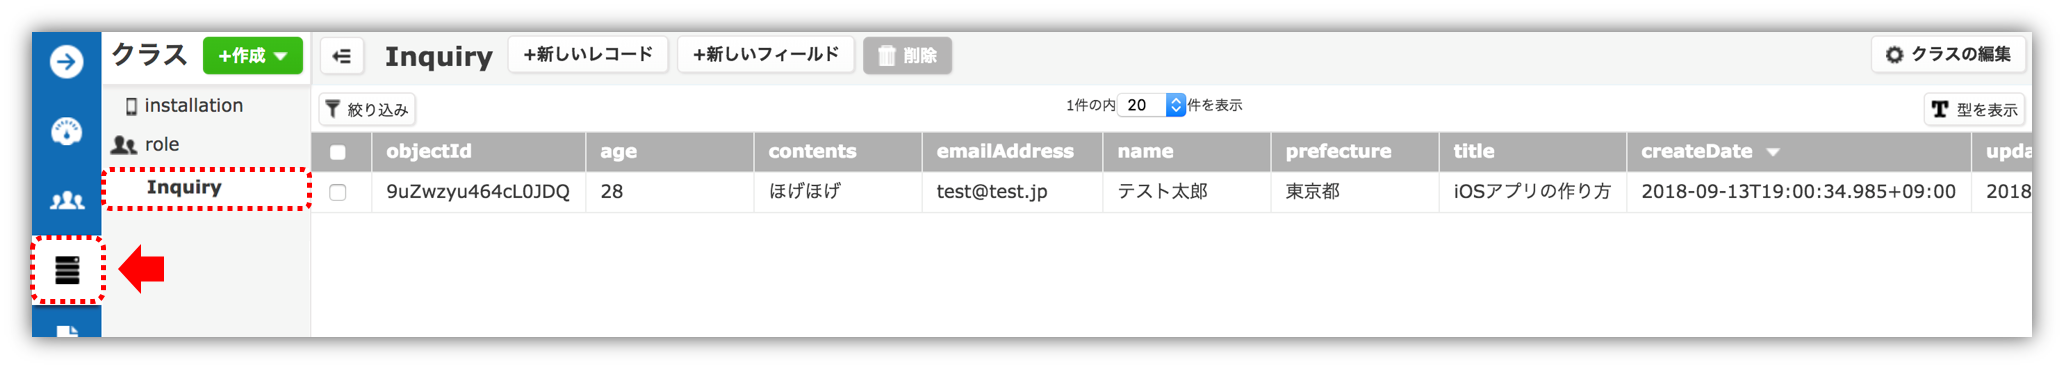 クラス +作成 Inquiry +新しいレコード +新しいフィールド 削除 クラスの編集
installation
role
Inquiry
絞り込み 1件の内 20 件を表示 型を表示
objectId age contents emailAddress name prefecture title createDate upda
9uZwzyu464cL0JDQ 28 ほげほげ test@test.jp テスト太郎 東京都 iOSアプリの作り方 2018-09-13T19:00:34.985+09:00 2018